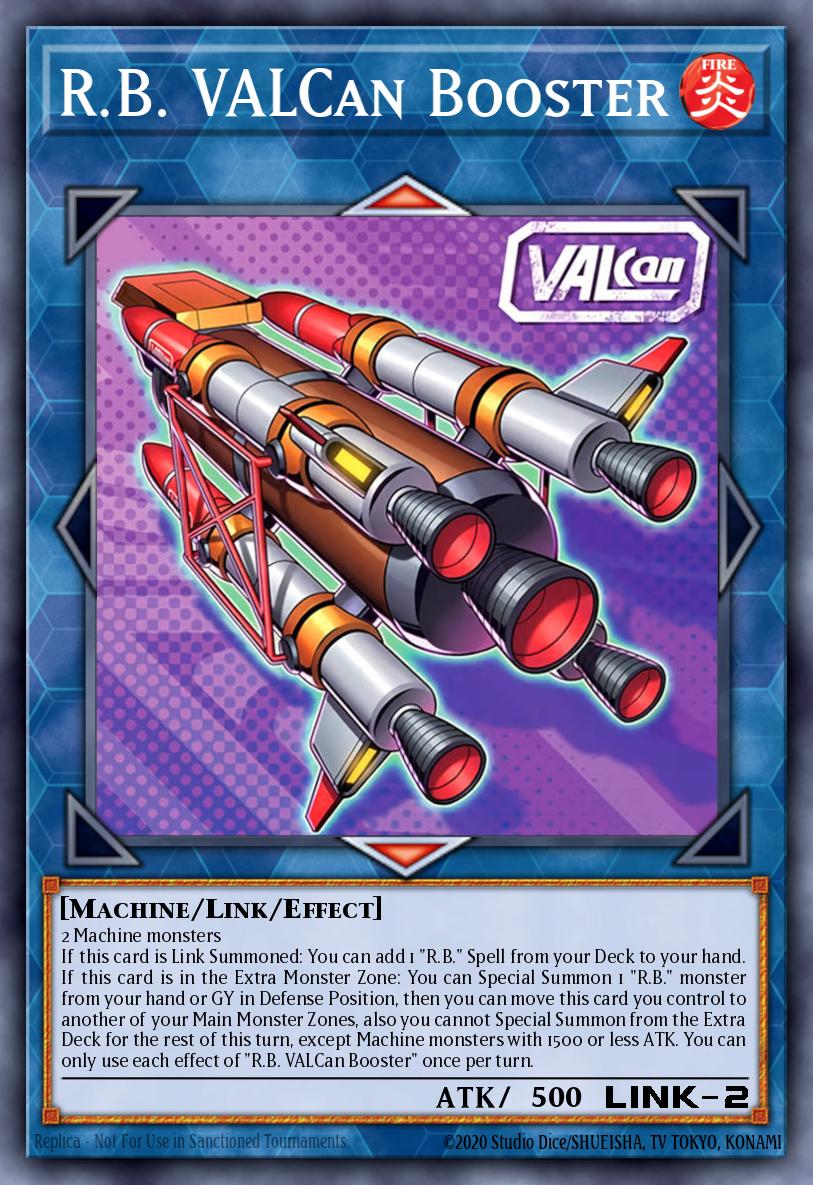 R.B. VALCan Booster
FIRE
炎
VALCan
[Machine/Link/Effect]
2 Machine monsters
If this card is Link Summoned: You can add 1 "R.B." Spell from your Deck to your hand.
If this card is in the Extra Monster Zone: You can Special Summon 1 "R.B." monster
from your hand or GY in Defense Position, then you can move this card you control to
another of your Main Monster Zones, also you cannot Special Summon from the Extra
Deck for the rest of this turn, except Machine monsters with 1500 or less ATK. You can
only use each effect of "R.B. VALCan Booster" once per turn.
ATK/ 500 LINK-2
Replica - Not For Use in Sanctioned Tournaments.
©2020 Studio Dice/SHUEISHA, TV TOKYO, KONAMI